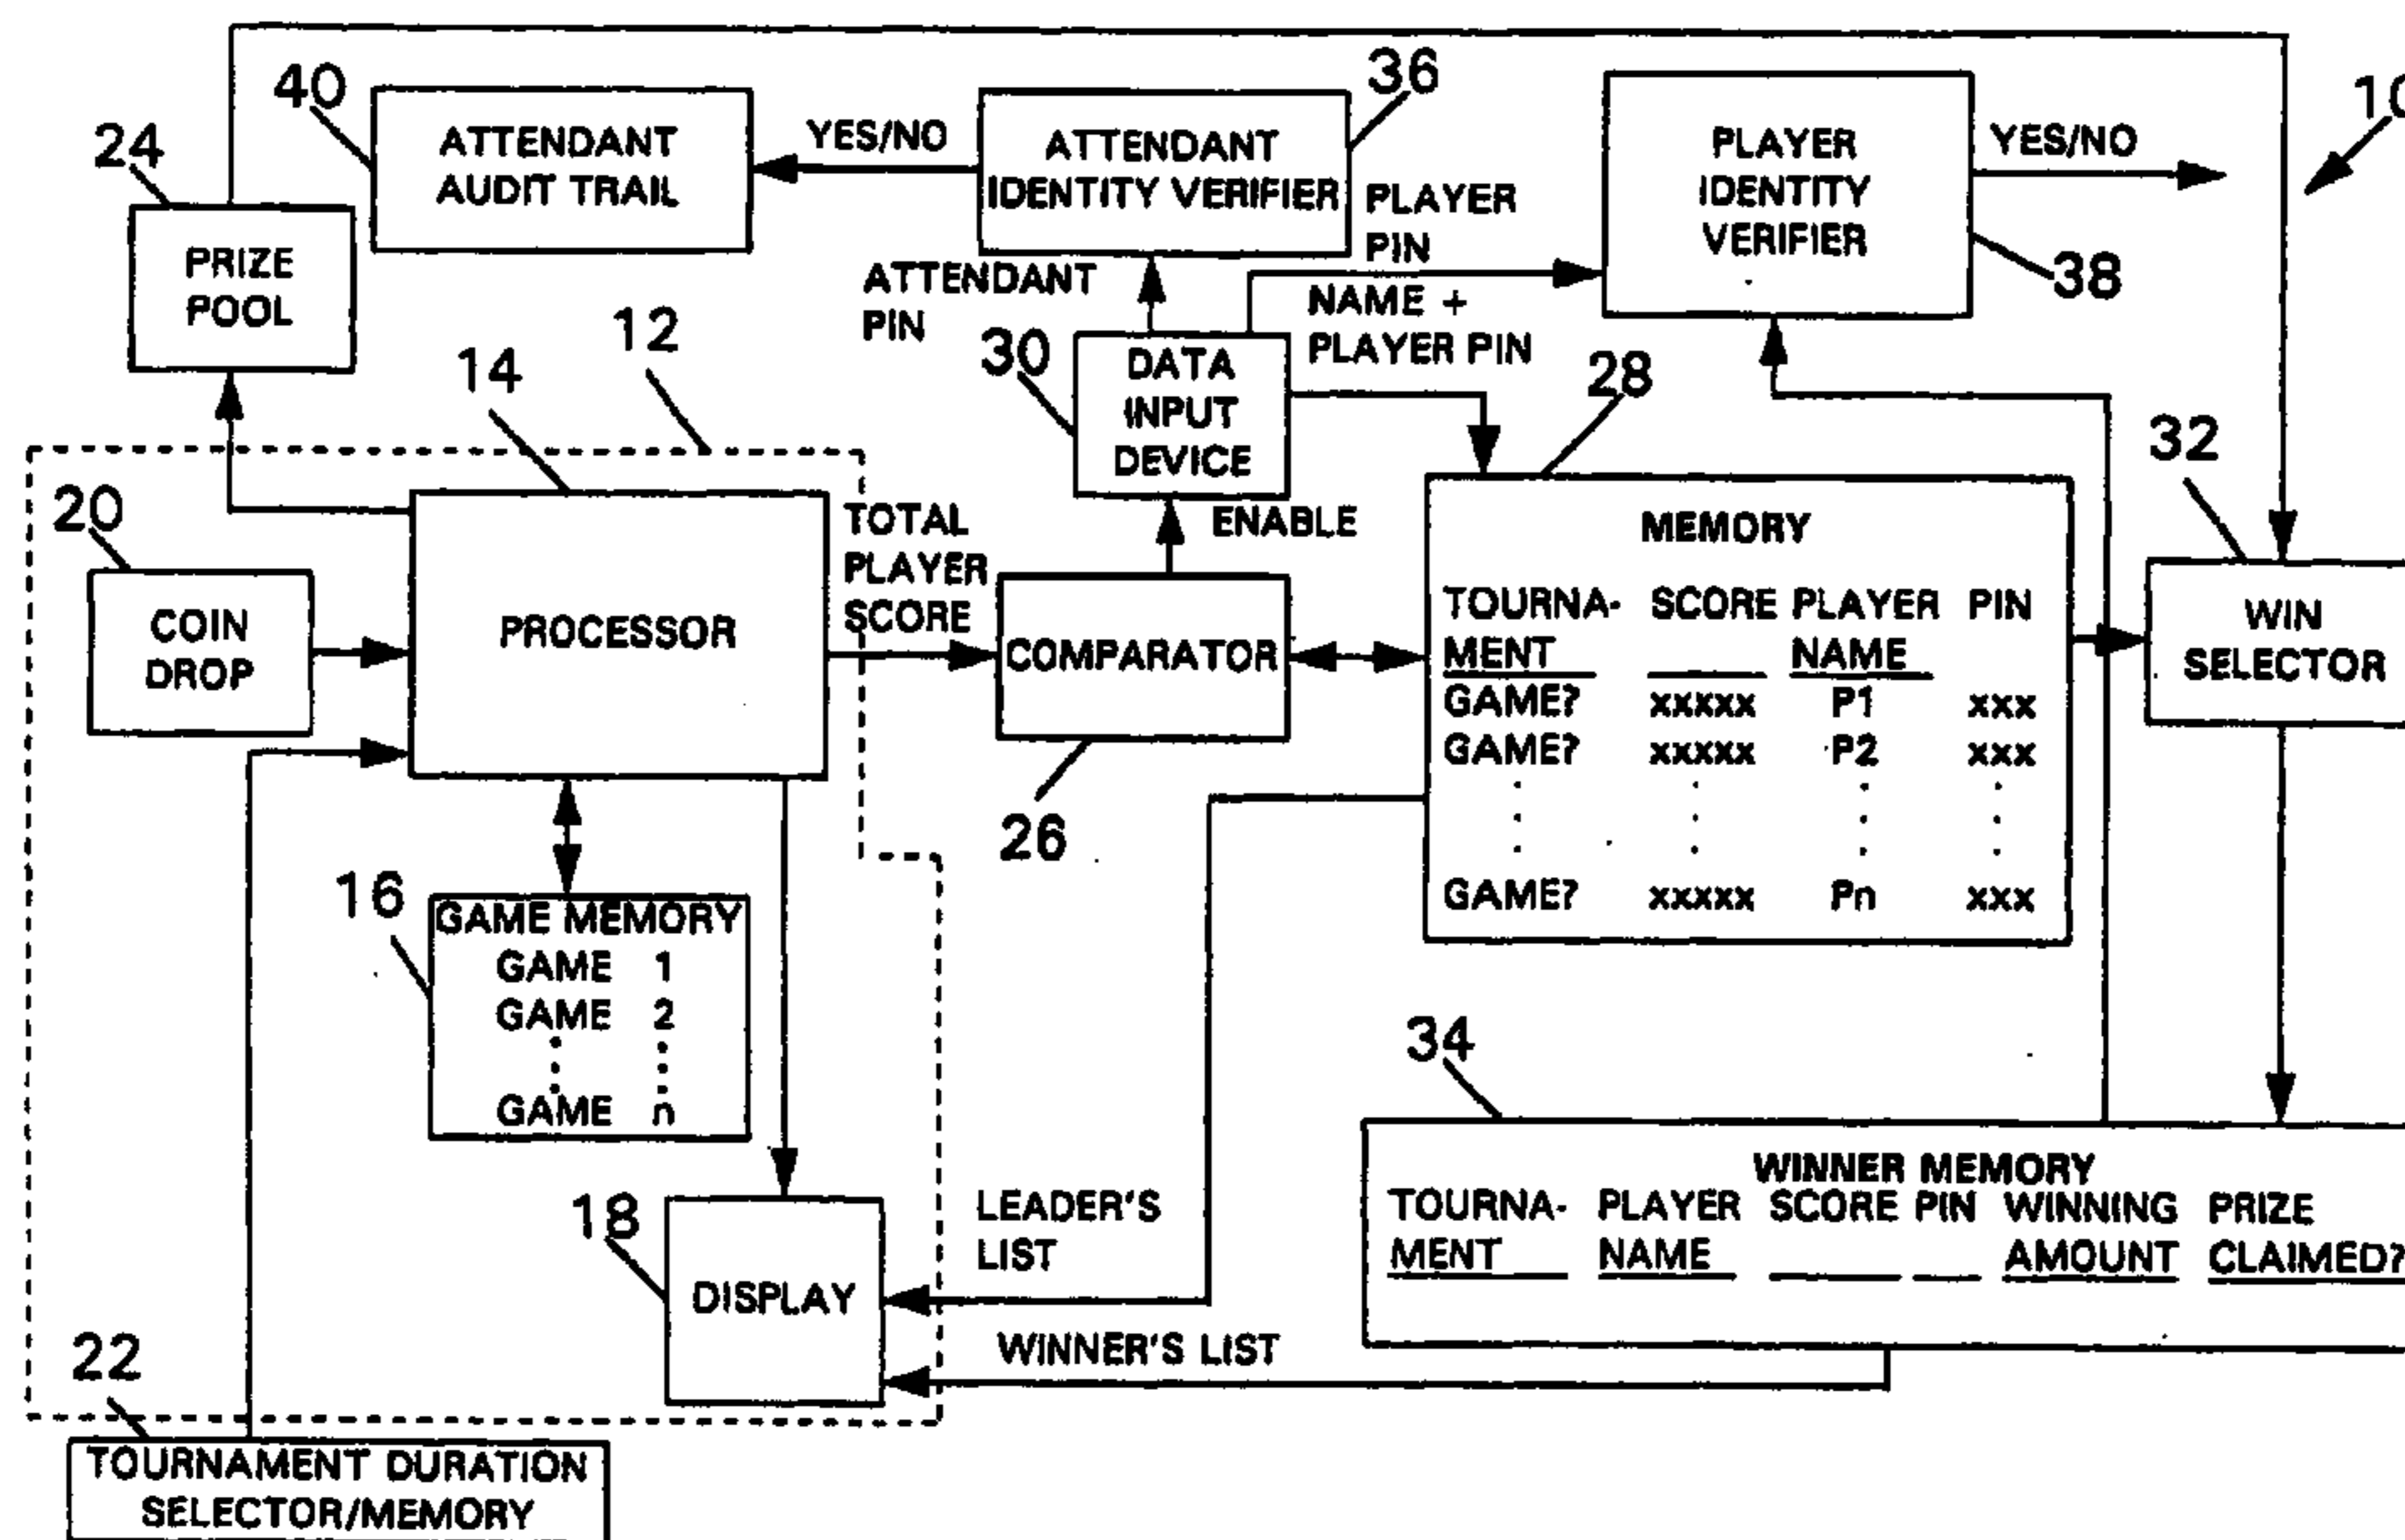 40
ATTENDANT
AUDIT TRAIL
YES/NO
36
ATTENDANT
IDENTITY VERIFIER
PLAYER
IDENTITY
VERIFIER
YES/NO
10
24
PRIZE
POOL
PLAYER
PIN
38
ATTENDANT
PIN
NAME +
PLAYER PIN
12
14
30
DATA
INPUT
DEVICE
28
32
20
COIN
DROP
PROCESSOR
TOTAL
PLAYER
SCORE
ENABLE
COMPARATOR
26
MEMORY
TOURNA- SCORE PLAYER PIN
MENT NAME
GAME? xxxxx P1 xxx
GAME? xxxxx P2 xxx
GAME? xxxxx Pn xxx
WIN
SELECTOR
16
GAME MEMORY
GAME 1
GAME 2
GAME n
34
WINNER MEMORY
TOURNA- PLAYER SCORE PIN WINNING PRIZE
MENT NAME AMOUNT CLAIMED?
18
DISPLAY
LEADER'S
LIST
WINNER'S LIST
22
TOURNAMENT DURATION
SELECTOR/MEMORY